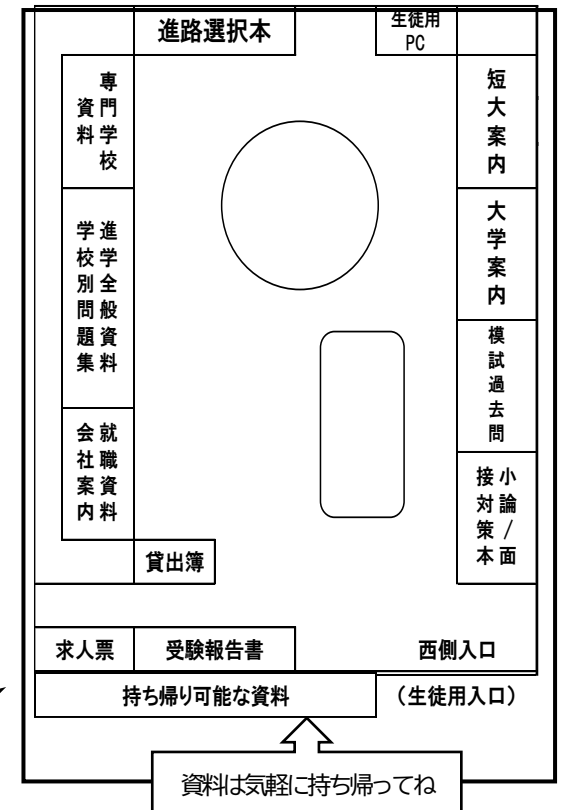 進路選択本
生徒用
PC
専門学校
資料
短大案内
大学案内
進学全般資料
学校別問題集
模試過去問
就職資料
会社案内
小論/面
接対策本
貸出簿
求人票
受験報告書
西側入口
持ち帰り可能な資料
（生徒用入口）
資料は気軽に持ち帰ってね